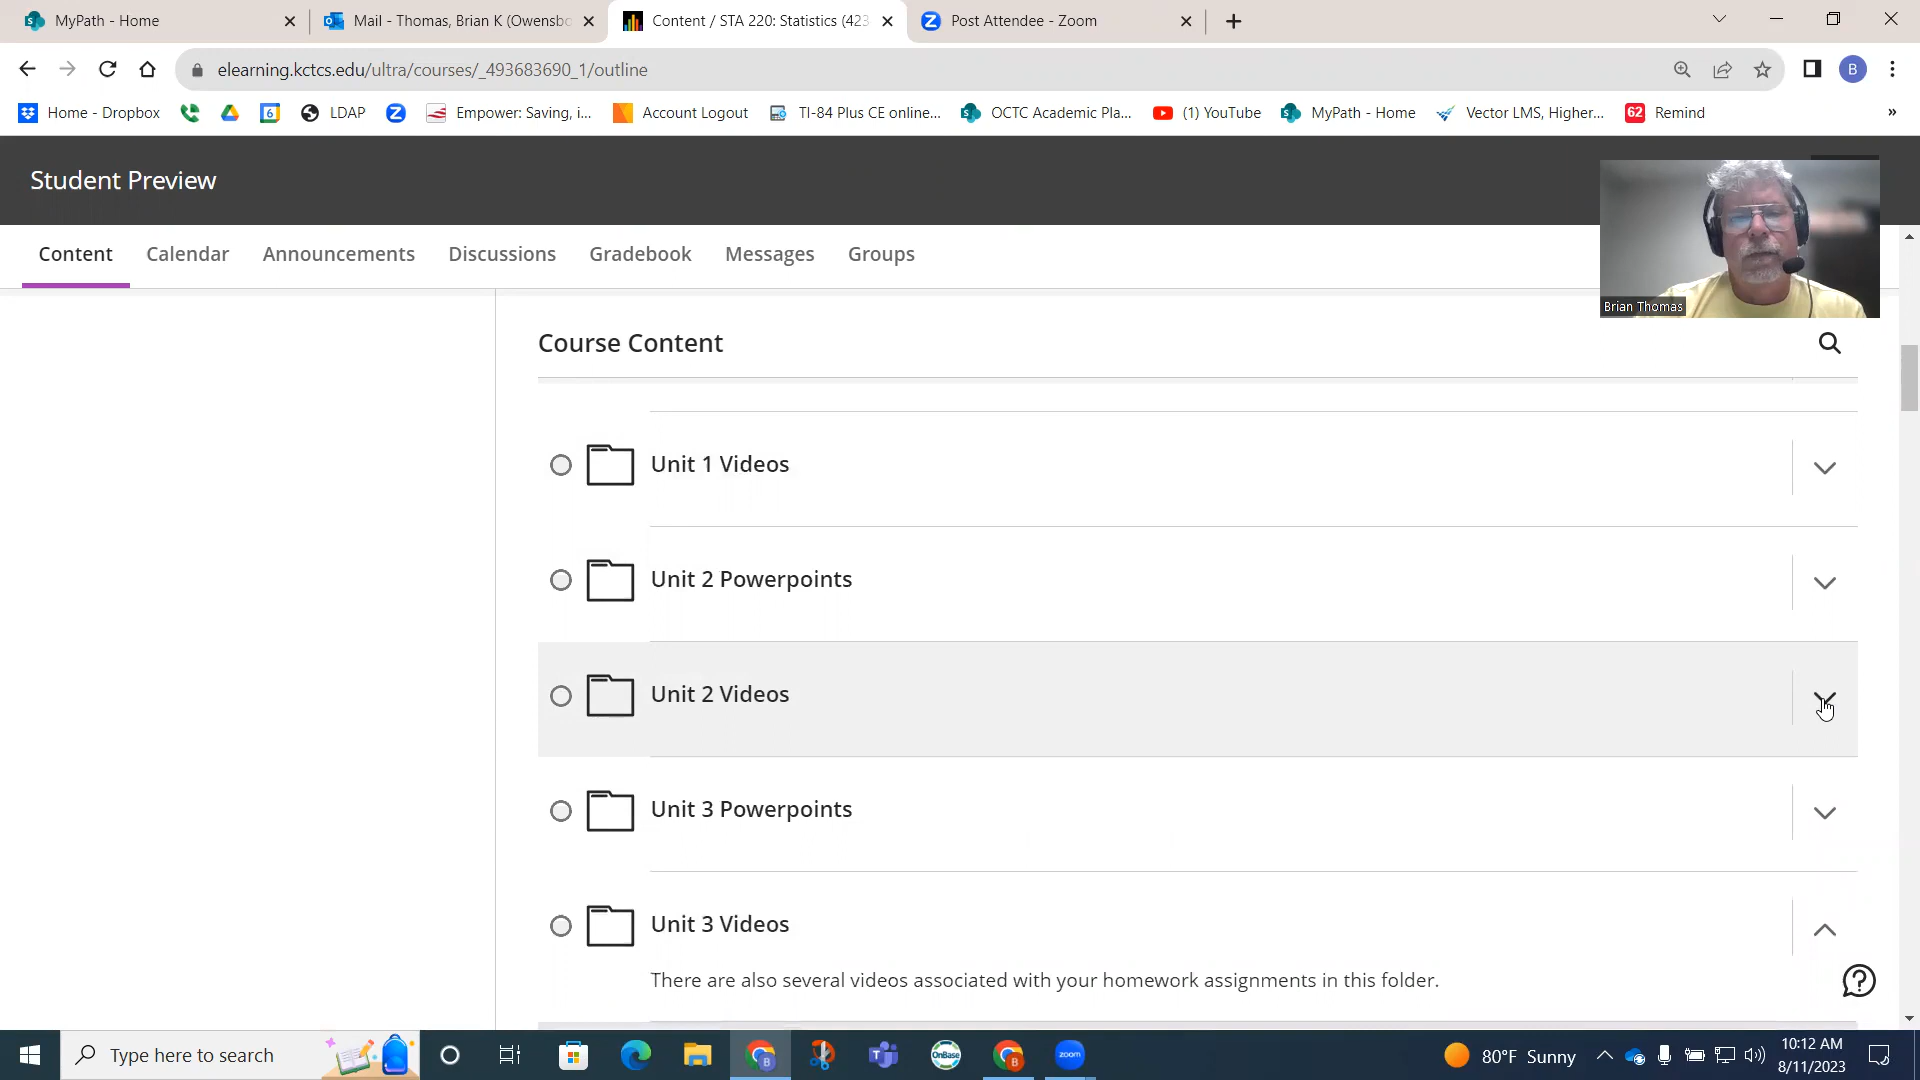 MyPath - Home
Mail - Thomas, Brian K (Owensbo
Content / STA 220: Statistics (423
Post Attendee - Zoom
elearning.kctcs.edu/ultra/courses/_493683690_1/outline
B
Home - Dropbox
LDAP
Empower: Saving, i...
Account Logout
TI-84 Plus CE online...
OCTC Academic Pla...
(1) YouTube
MyPath - Home
Vector LMS, Higher...
62 Remind
»
Student Preview
Content
Calendar
Announcements
Discussions
Gradebook
Messages
Groups
Brian Thomas
Course Content
Unit 1 Videos
Unit 2 Powerpoints
Unit 2 Videos
Unit 3 Powerpoints
Unit 3 Videos
There are also several videos associated with your homework assignments in this folder.
Type here to search
OnBase
zoom
80°F Sunny
10:12 AM
8/11/2023